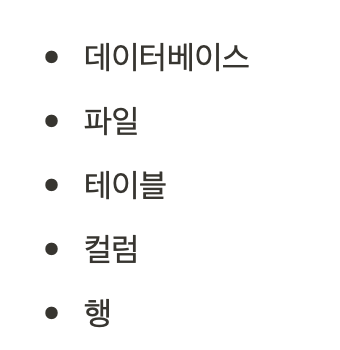 • 데이터베이스
• 파일
• 테이블
• 컬럼
• 행